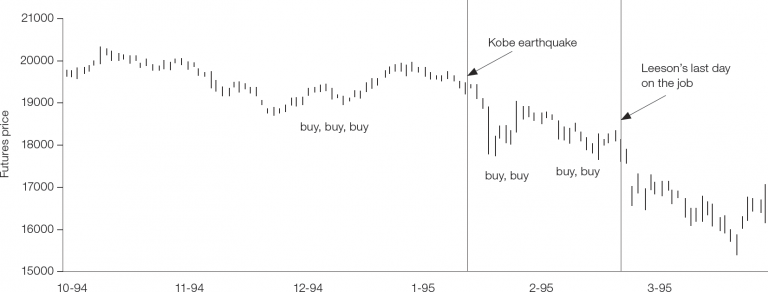 Futures price
21000
20000
19000
18000
17000
16000
15000
Kobe earthquake
Leeson's last day
on the job
buy, buy, buy
buy, buy
buy, buy
10-94
11-94
12-94
1-95
2-95
3-95